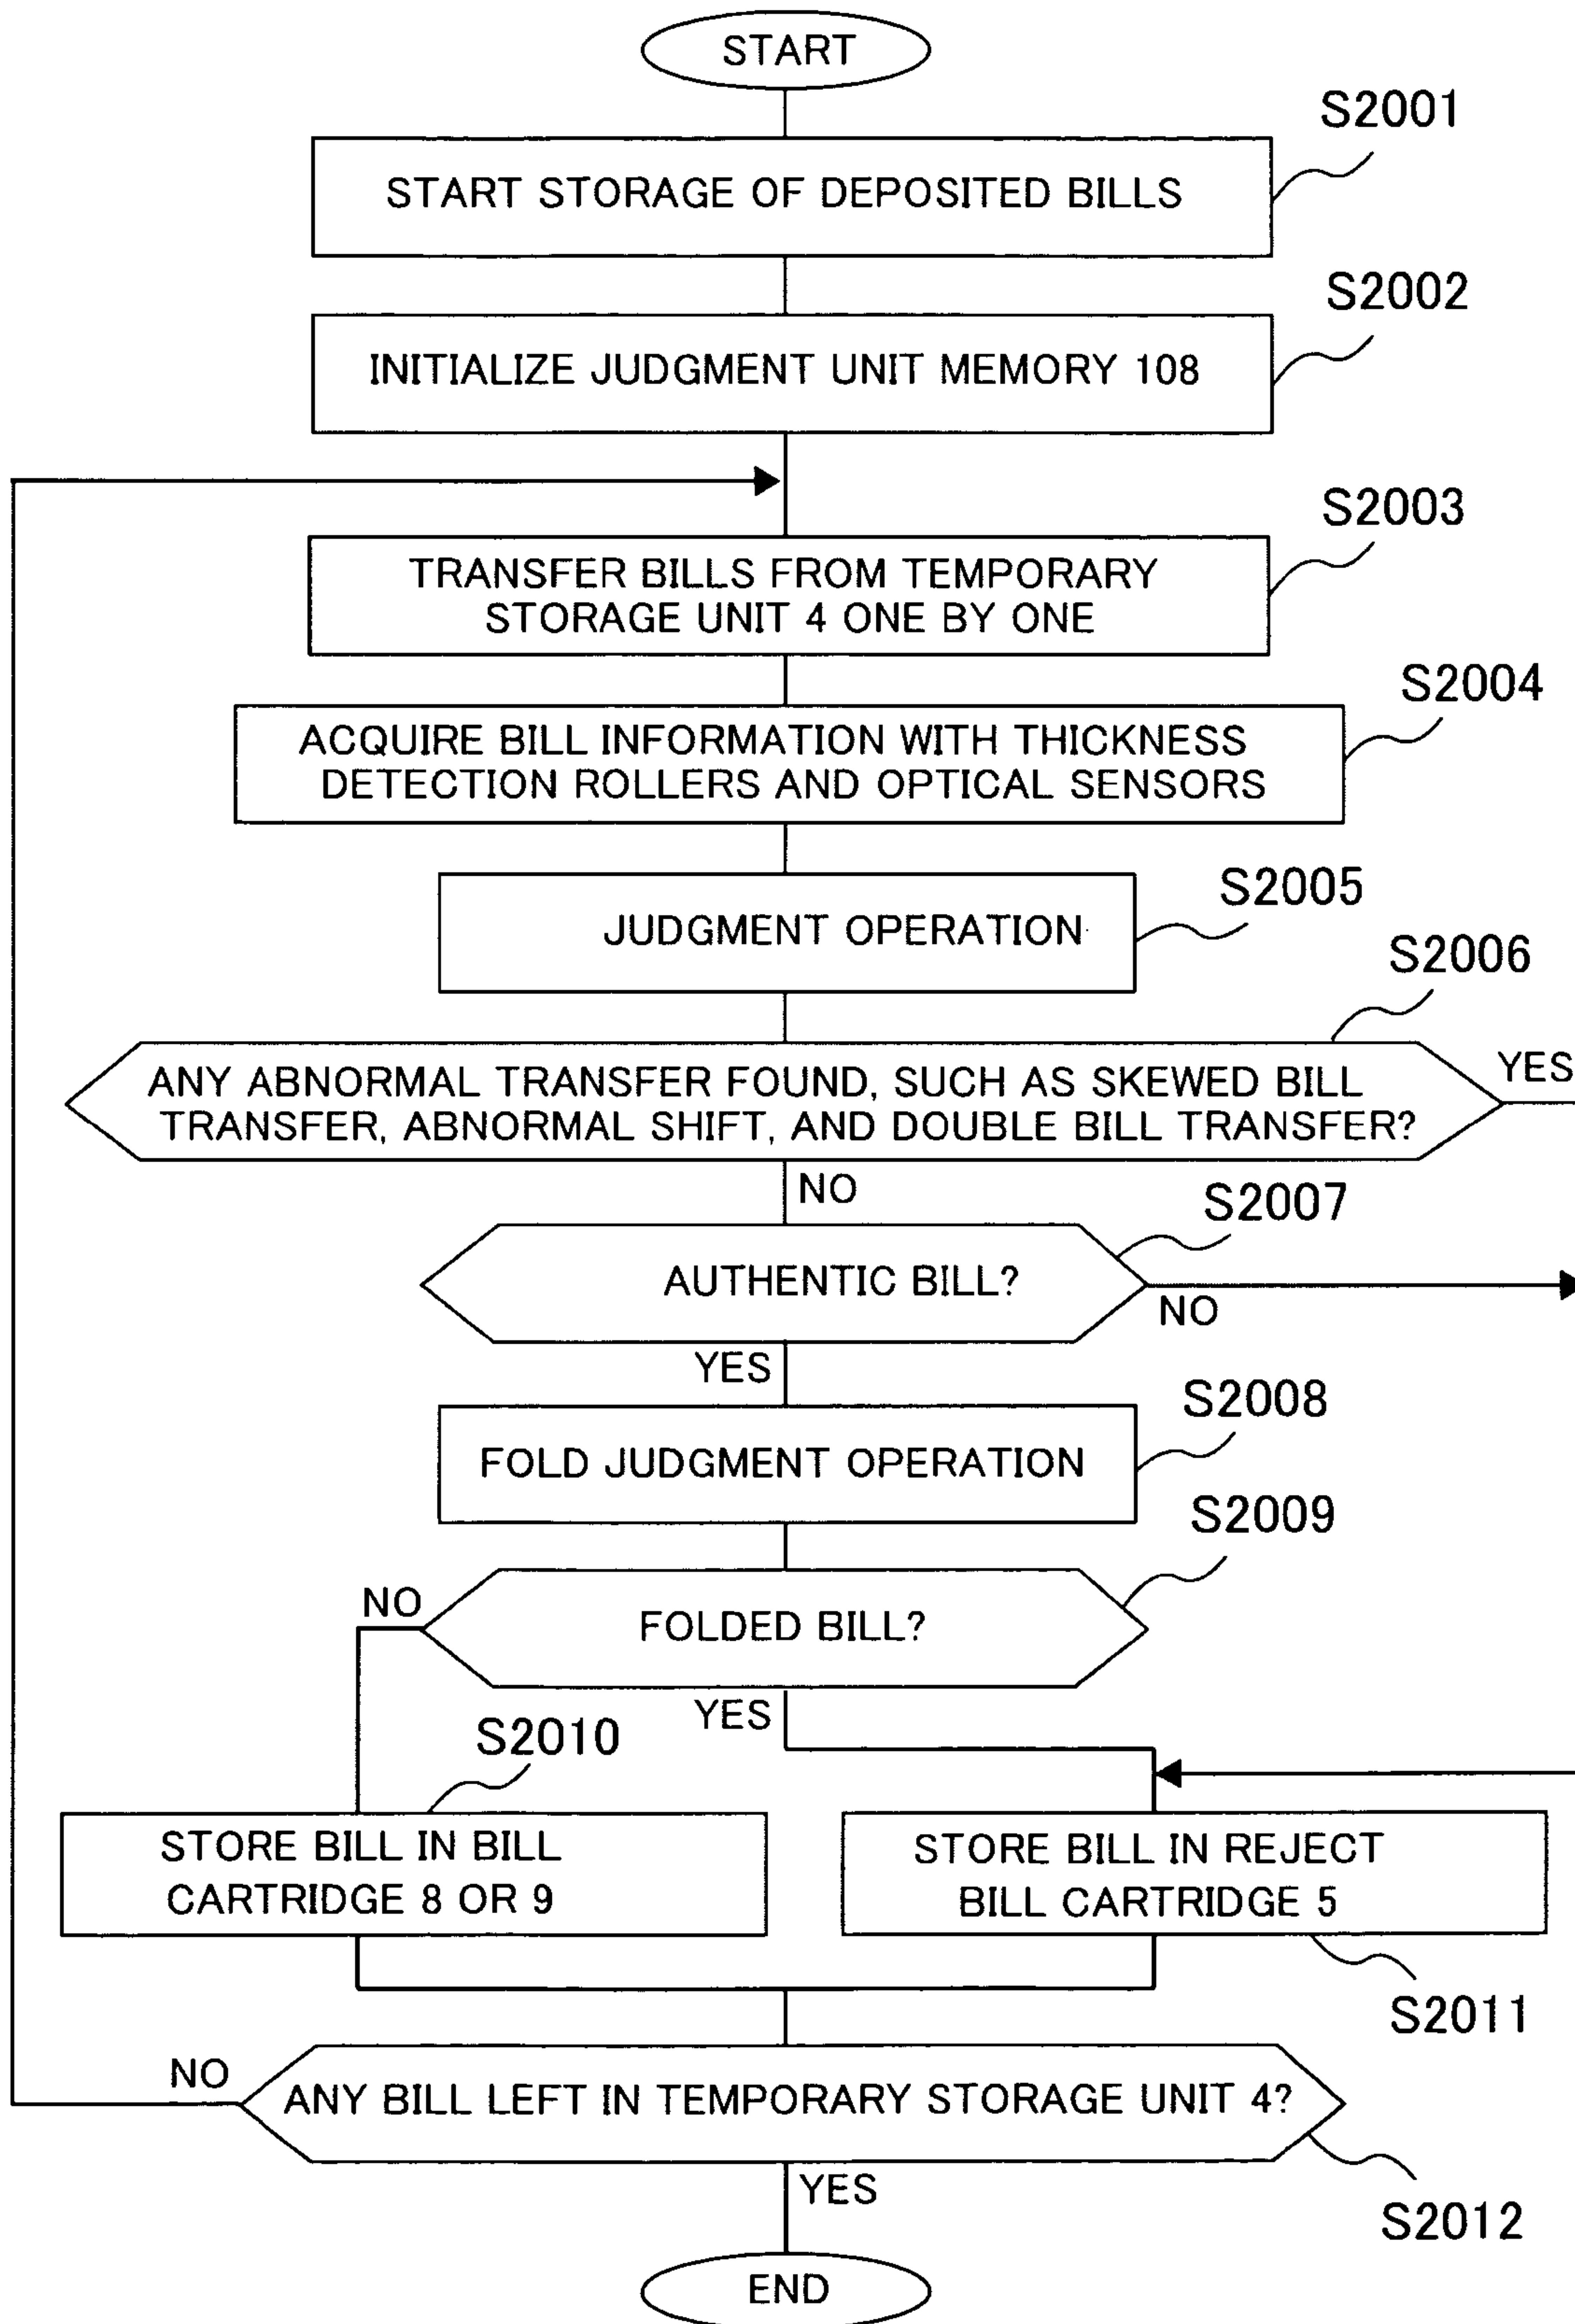 START
S2001
START STORAGE OF DEPOSITED BILLS
S2002
INITIALIZE JUDGMENT UNIT MEMORY 108
S2003
TRANSFER BILLS FROM TEMPORARY
STORAGE UNIT 4 ONE BY ONE
S2004
ACQUIRE BILL INFORMATION WITH THICKNESS
DETECTION ROLLERS AND OPTICAL SENSORS
S2005
JUDGMENT OPERATION
S2006
ANY ABNORMAL TRANSFER FOUND, SUCH AS SKEWED BILL
TRANSFER, ABNORMAL SHIFT, AND DOUBLE BILL TRANSFER?
YES
NO
S2007
AUTHENTIC BILL?
NO
YES
S2008
FOLD JUDGMENT OPERATION
S2009
FOLDED BILL?
NO
YES
S2010
STORE BILL IN BILL
CARTRIDGE 8 OR 9
STORE BILL IN REJECT
BILL CARTRIDGE 5
S2011
NO
ANY BILL LEFT IN TEMPORARY STORAGE UNIT 4?
YES
S2012
END